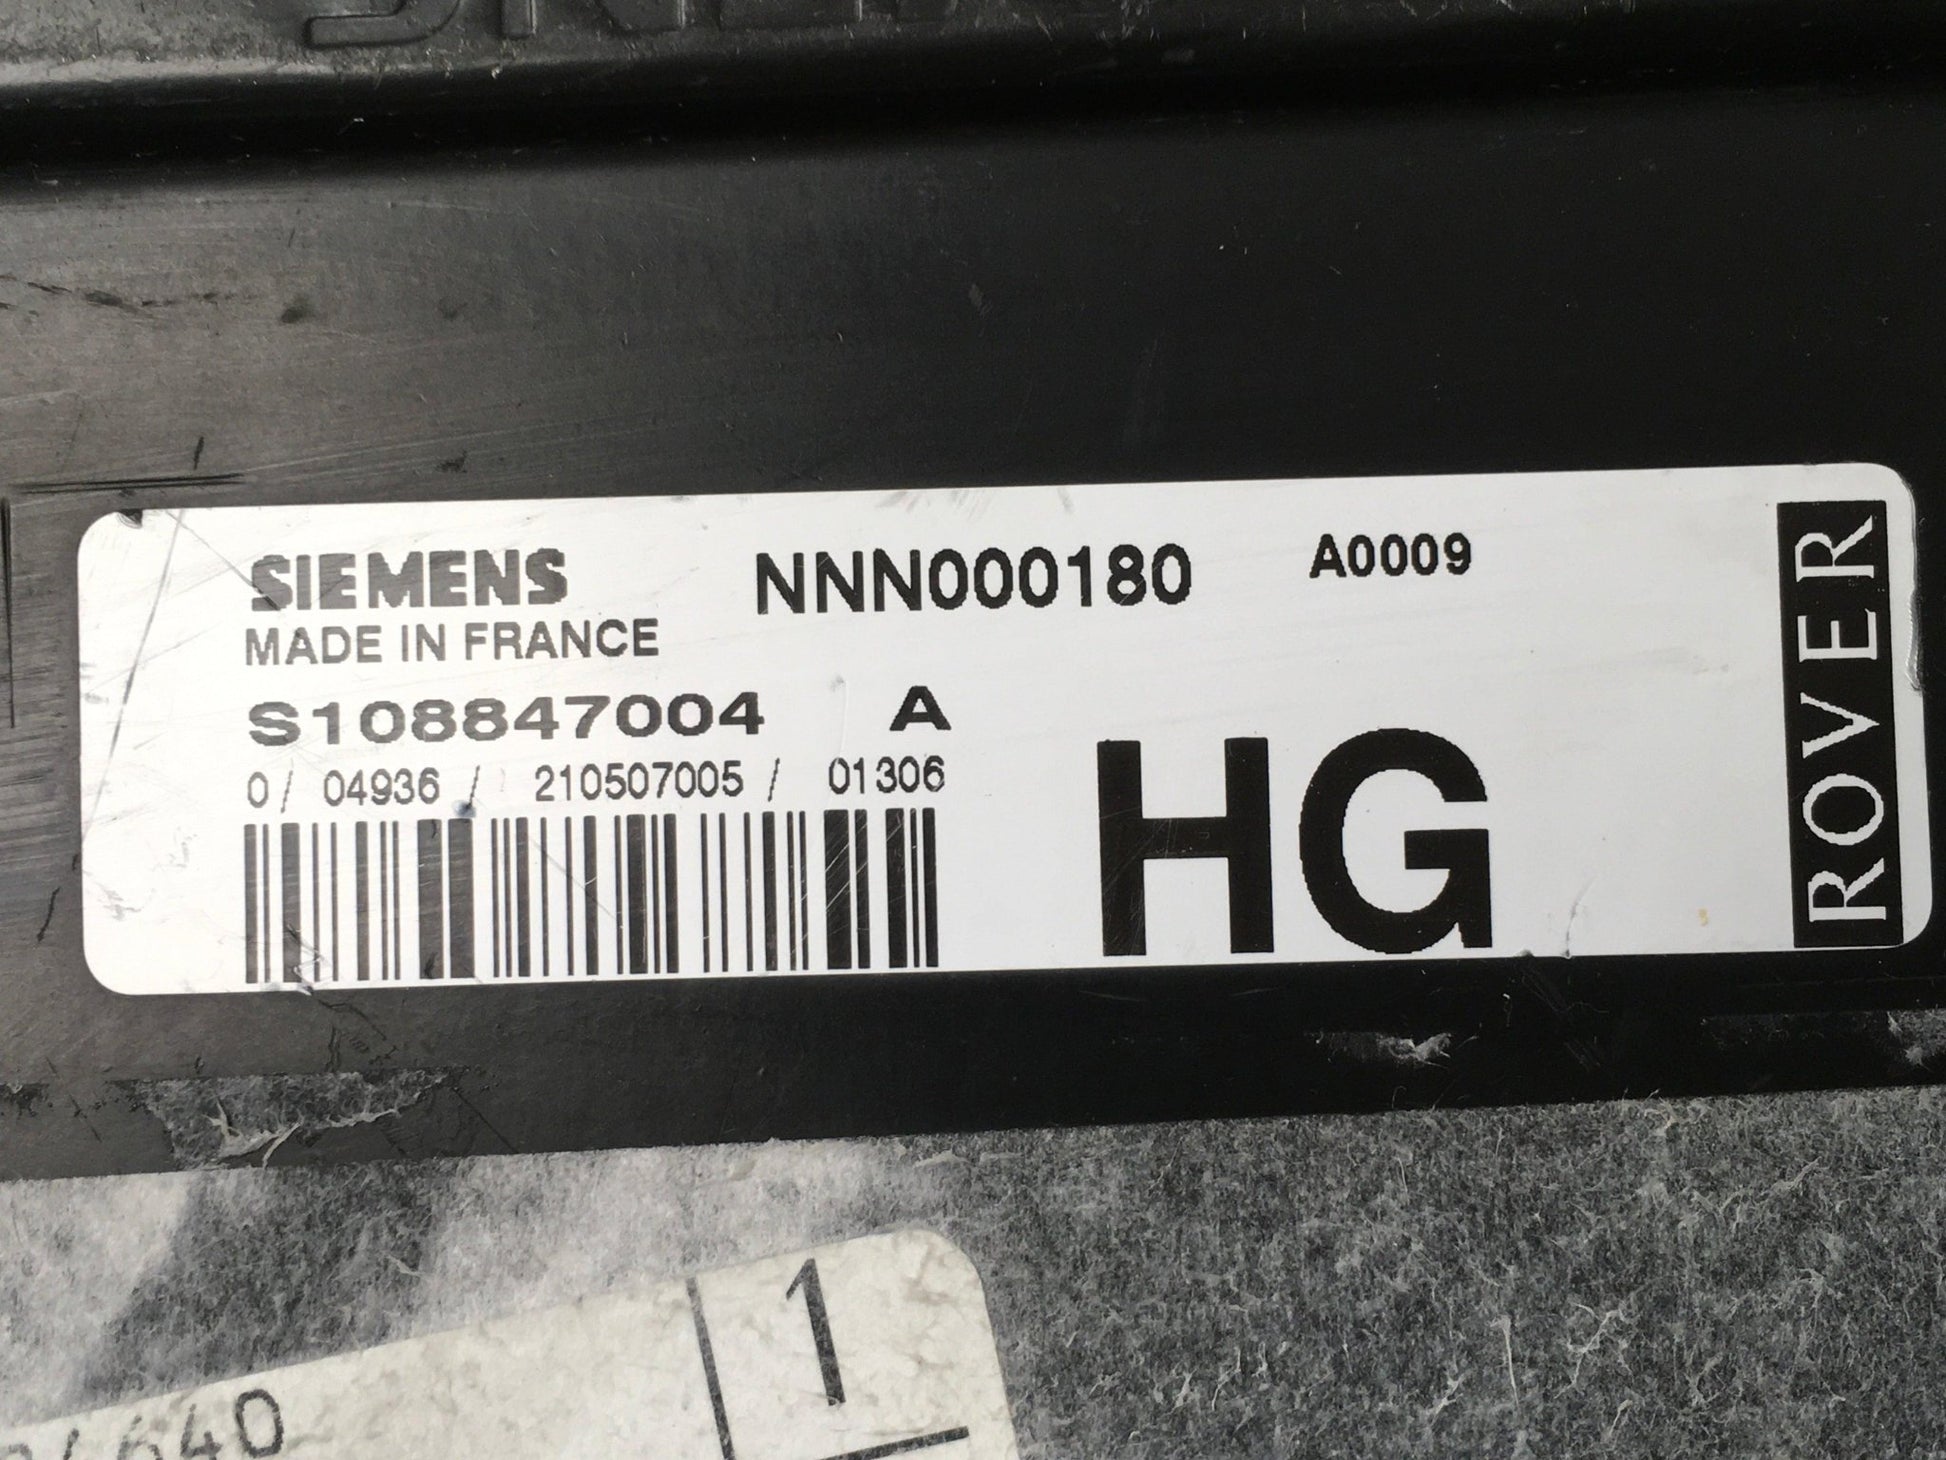 SIEMENS NNN000180 A0009
MADE IN FRANCE
S108847004 A
0/ 04936 / 210507005 / 01306
HG
ROVER
1